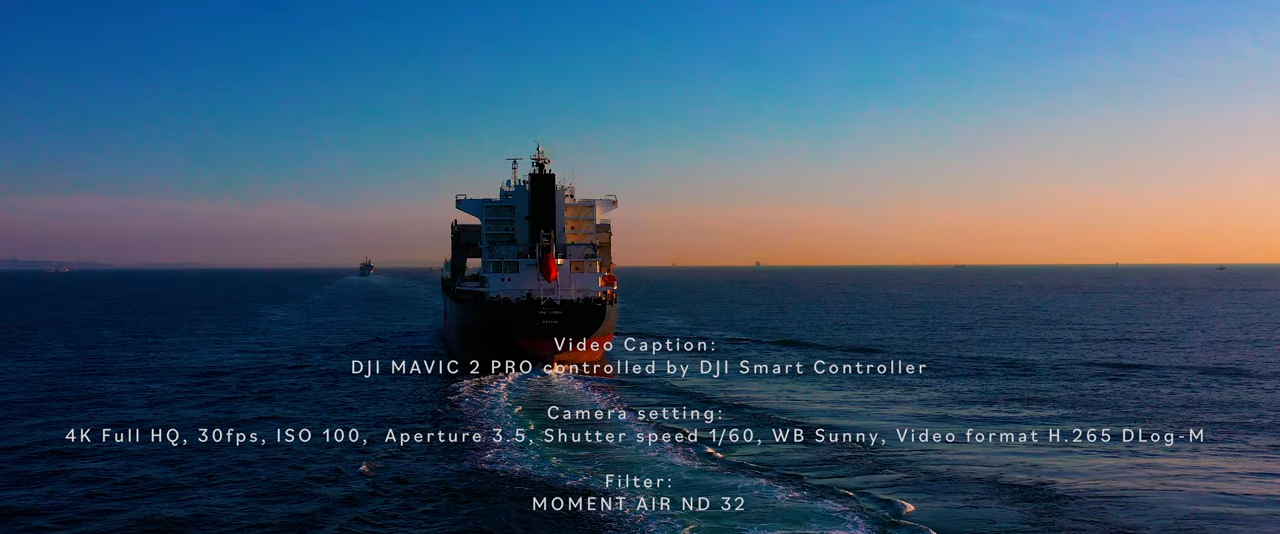 Video Caption:
DJI MAVIC 2 PRO controlled by DJI Smart Controller
Camera setting:
4K Full HQ, 30fps, ISO 100, Aperture 3.5, Shutter speed 1/60, WB Sunny, Video format H.265 DLog-M
Filter:
MOMENT AIR ND 32